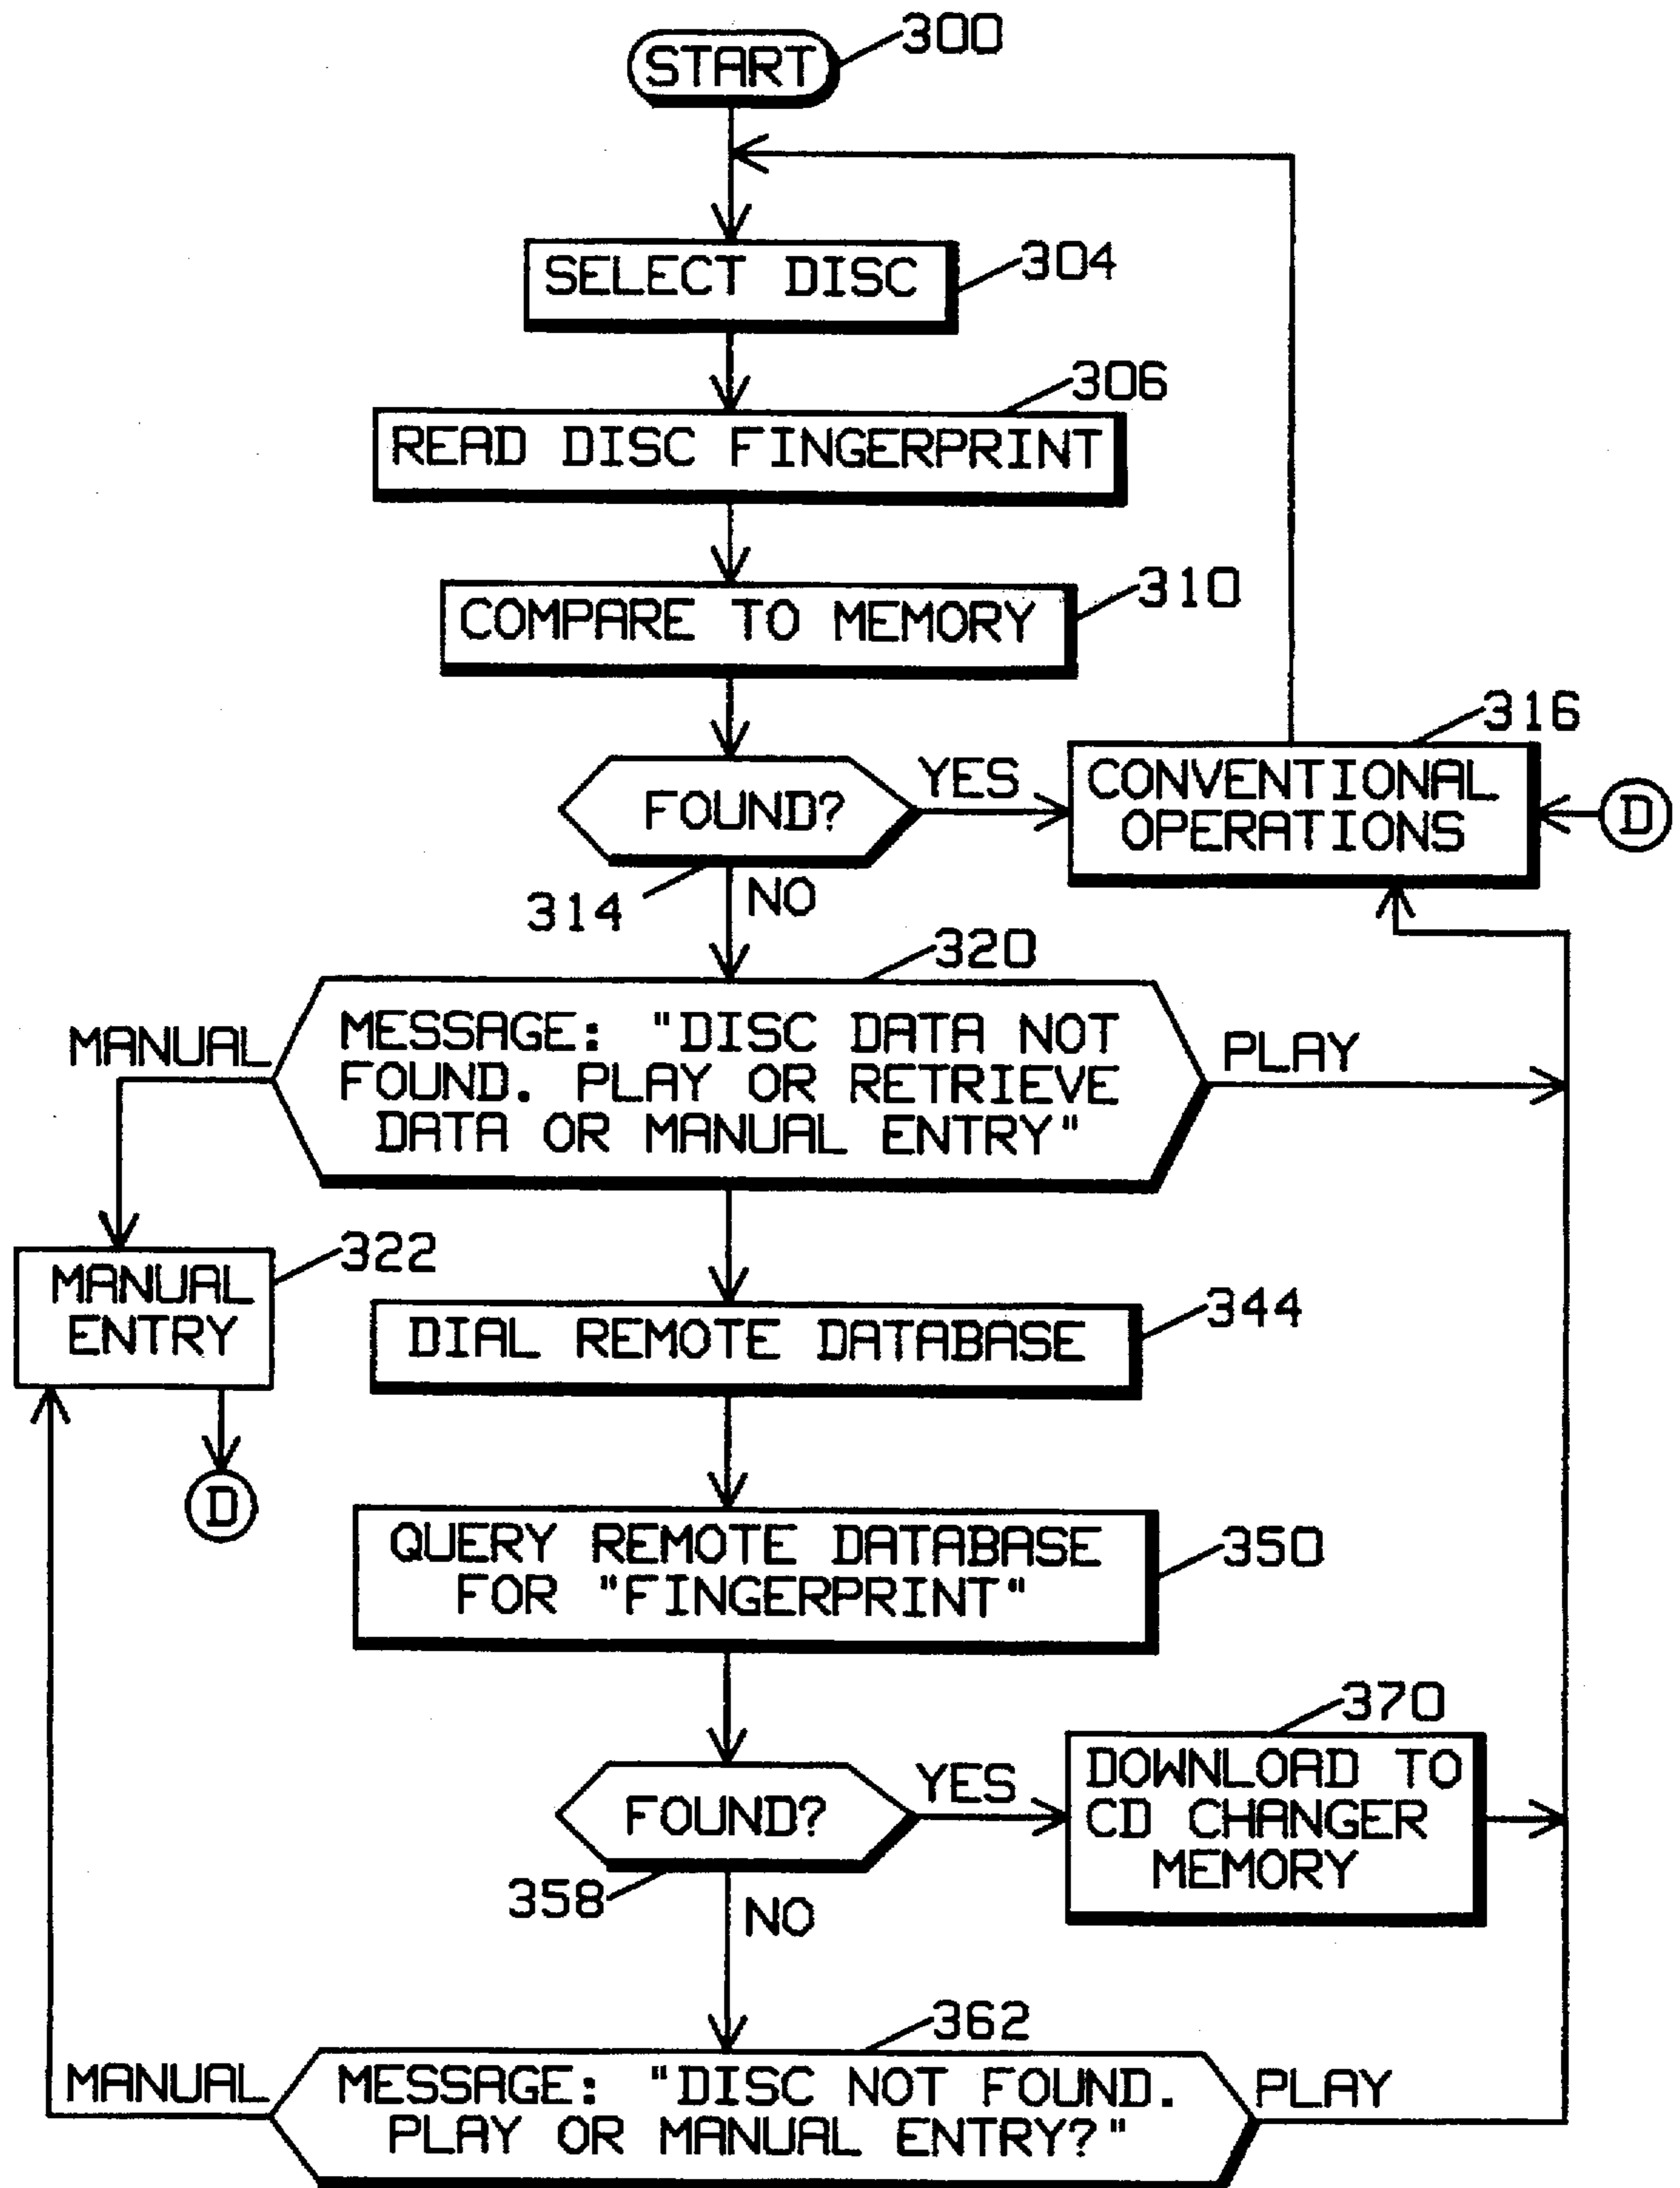 START
300
SELECT DISC
304
306
READ DISC FINGERPRINT
310
COMPARE TO MEMORY
316
FOUND?
YES
CONVENTIONAL
OPERATIONS
D
314
NO
320
MANUAL
MESSAGE: "DISC DATA NOT
FOUND. PLAY OR RETRIEVE
DATA OR MANUAL ENTRY"
PLAY
322
MANUAL
ENTRY
344
DIAL REMOTE DATABASE
D
QUERY REMOTE DATABASE
FOR "FINGERPRINT"
350
370
FOUND?
YES
DOWNLOAD TO
CD CHANGER
MEMORY
358
NO
362
MANUAL
MESSAGE: "DISC NOT FOUND.
PLAY OR MANUAL ENTRY?"
PLAY